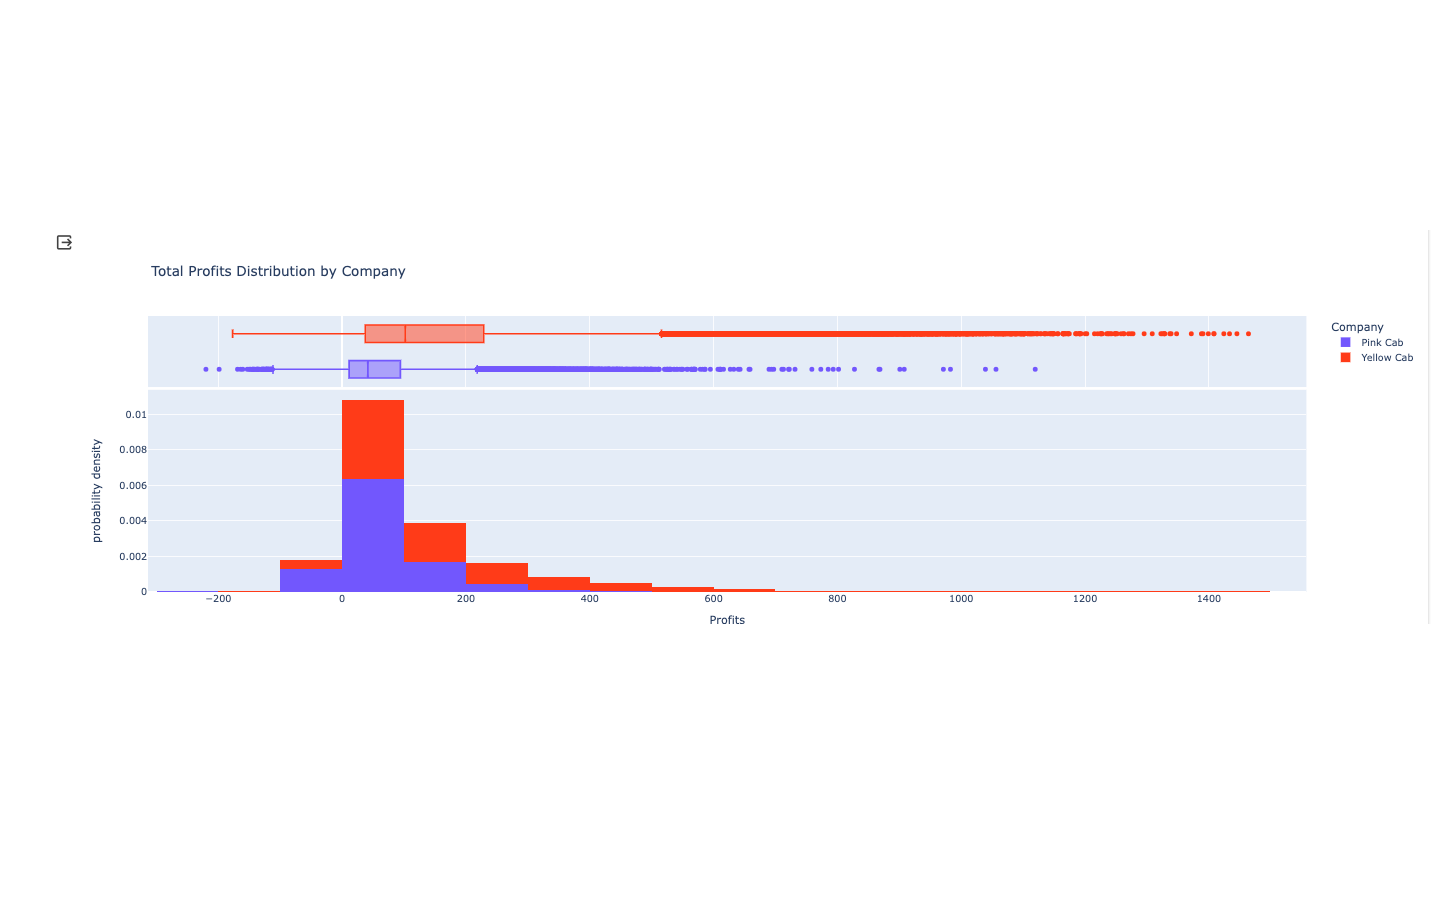 Total Profits Distribution by Company
Company
Pink Cab
Yellow Cab
0.01
0.008
0.006
0.004
0.002
0
probability density
−200 0 200 400 600 800 1000 1200 1400
Profits